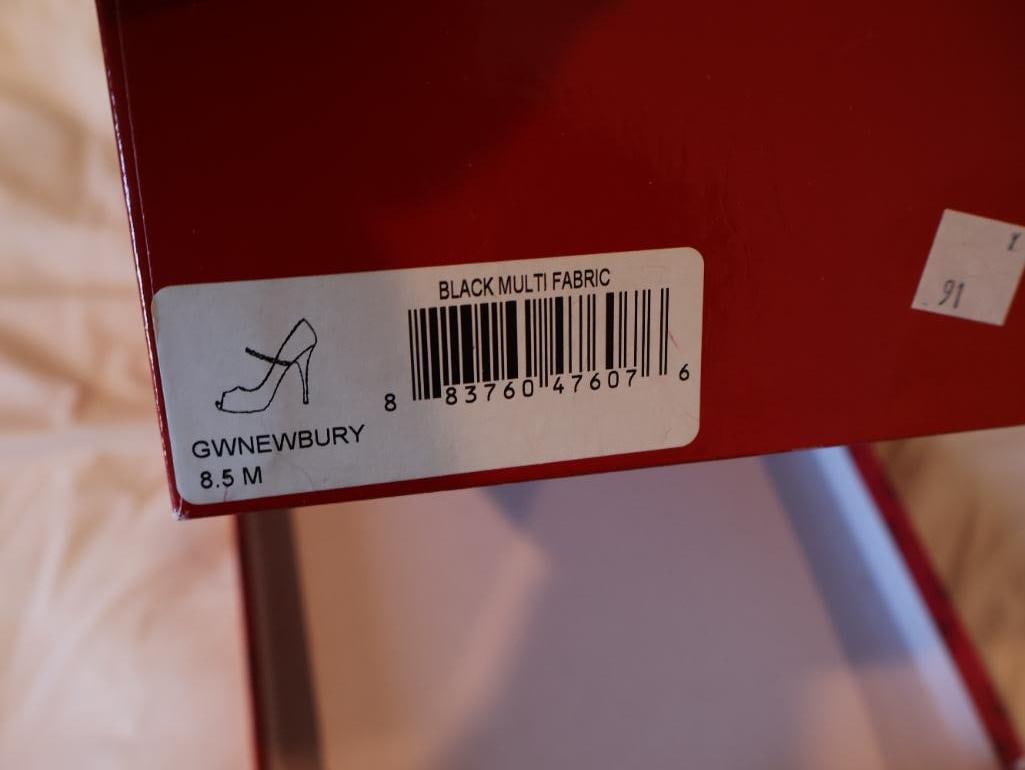 BLACK MULTI FABRIC
8 83760 47607 6
GWNEWBURY
8.5 M
91